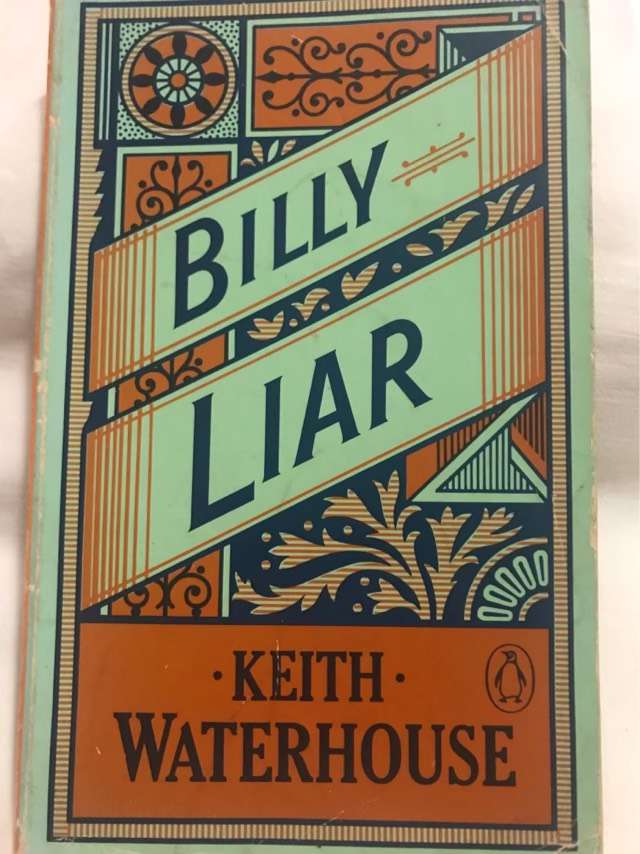 BILLY
LIAR
· KEITH ·
WATERHOUSE